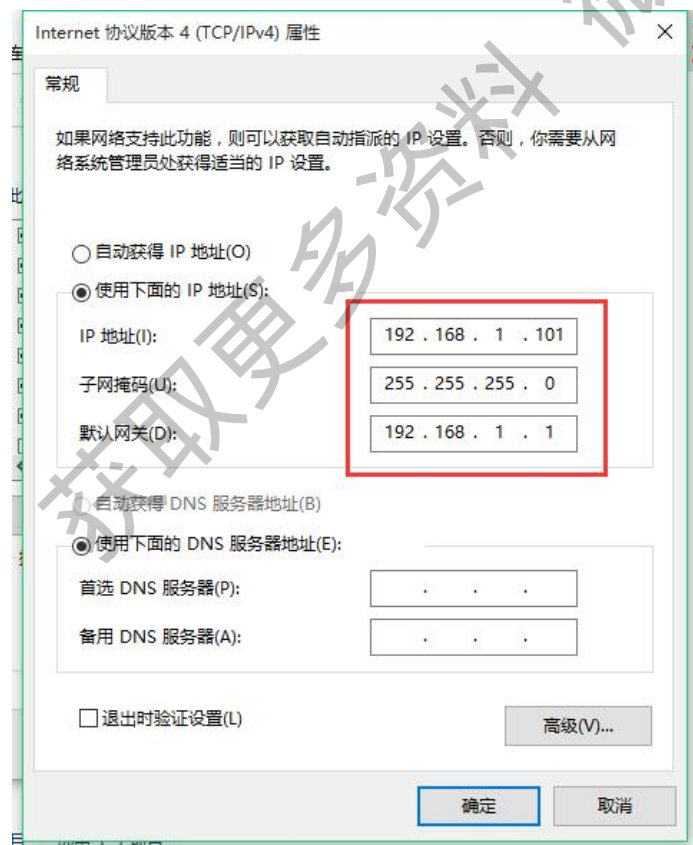 Internet 协议版本 4 (TCP/IPv4) 属性
常规
如果网络支持此功能，则可以获取自动指派的 IP 设置。否则，你需要从网
络系统管理员处获得适当的 IP 设置。
自动获得 IP 地址(O)
使用下面的 IP 地址(S):
IP 地址(I): 192 . 168 . 1 . 101
子网掩码(U): 255 . 255 . 255 . 0
默认网关(D): 192 . 168 . 1 . 1
自动获得 DNS 服务器地址(B)
使用下面的 DNS 服务器地址(E):
首选 DNS 服务器(P): . . .
备用 DNS 服务器(A): . . .
退出时验证设置(L)
高级(V)...
确定 取消
获取更多资料